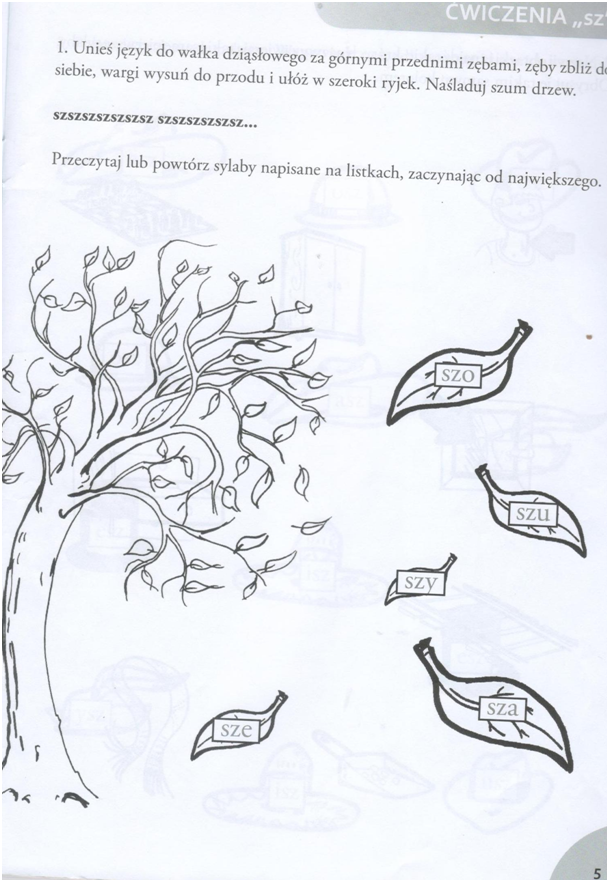 ĆWICZENIA „sz
1. Unieś język do wałka dziąsłowego za górnymi przednimi zębami, zęby zbliż do
siebie, wargi wysuń do przodu i ułóż w szeroki ryjek. Naśladuj szum drzew.
szszszszszszsz szszszszszsz...
Przeczytaj lub powtórz sylaby napisane na listkach, zaczynając od największego.
szo
szu
szy
sza
sze
5